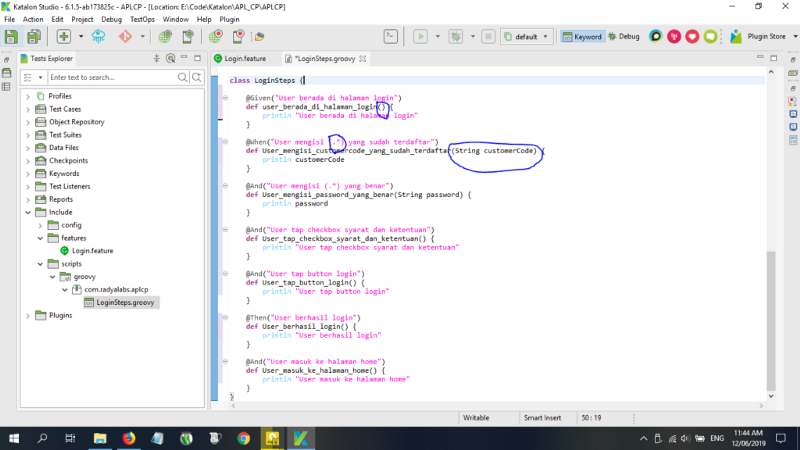 Katalon Studio - 6.1.5-ab173825c - APLCP - [Location: E:\Code\Katalon\APL_CP\APLCP]
Action Edit Project Debug TestOps Window Help Plugin
default
Keyword
Debug
Plugin Store
Tests Explorer
Enter text to search...
Profiles
Test Cases
Object Repository
Test Suites
Data Files
Checkpoints
Keywords
Test Listeners
Reports
Include
config
features
Login.feature
scripts
groovy
com.radyalabs.aplcp
LoginSteps.groovy
Plugins
Login.feature
*LoginSteps.groovy
class LoginSteps {
@Given("User berada di halaman login")
def user_berada_di_halaman_login() {
println "User berada di halaman login"
}
@When("User mengisi (.*) yang sudah terdaftar")
def User_mengisi_customercode_yang_sudah_terdaftar(String customerCode) {
println customerCode
}
@And("User mengisi (.*) yang benar")
def User_mengisi_password_yang_benar(String password) {
println password
}
@And("User tap checkbox syarat dan ketentuan")
def User_tap_checkbox_syarat_dan_ketentuan() {
println "User tap checkbox syarat dan ketentuan"
}
@And("User tap button login")
def User_tap_button_login() {
println "User tap button login"
}
@Then("User berhasil login")
def User_berhasil_login() {
println "User berhasil login"
}
@And("User masuk ke halaman home")
def User_masuk_ke_halaman_home() {
println "User masuk ke halaman home"
}
}
Writable
Smart Insert
50 : 19
ENG
11:44 AM
12/06/2019